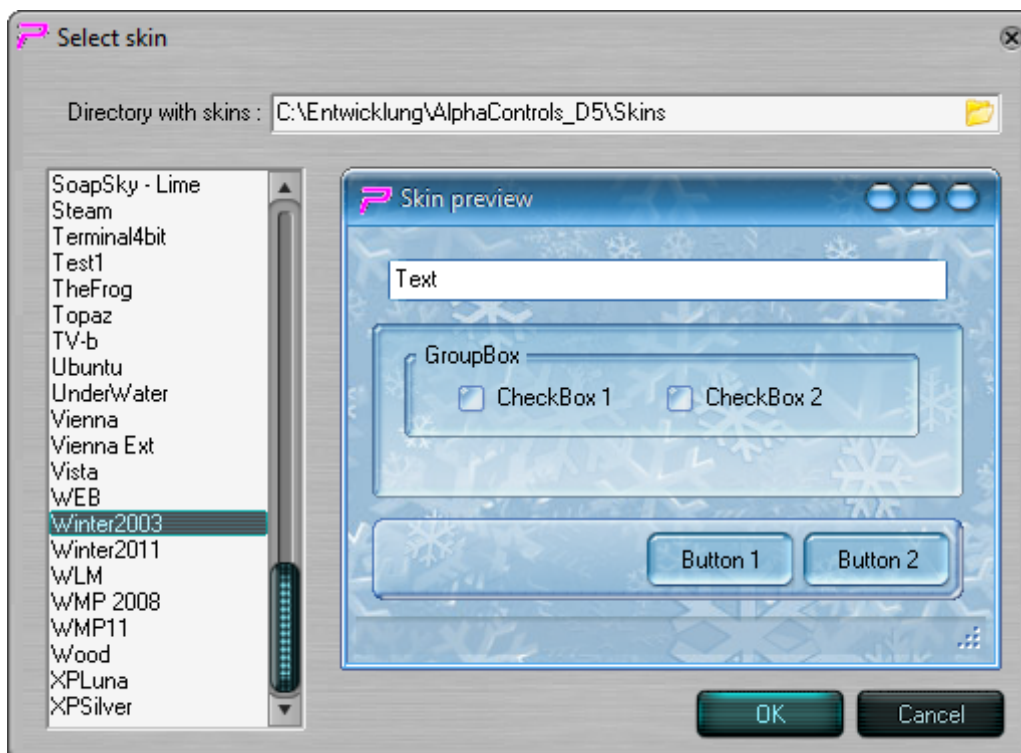 Select skin
Directory with skins : C:\Entwicklung\AlphaControls_D5\Skins
SoapSky - Lime
Steam
Terminal4bit
Test1
TheFrog
Topaz
TV-b
Ubuntu
UnderWater
Vienna
Vienna Ext
Vista
WEB
Winter2003
Winter2011
WLM
WMP 2008
WMP11
Wood
XPLuna
XPSilver
Skin preview
Text
GroupBox
CheckBox 1 CheckBox 2
Button 1 Button 2
OK Cancel